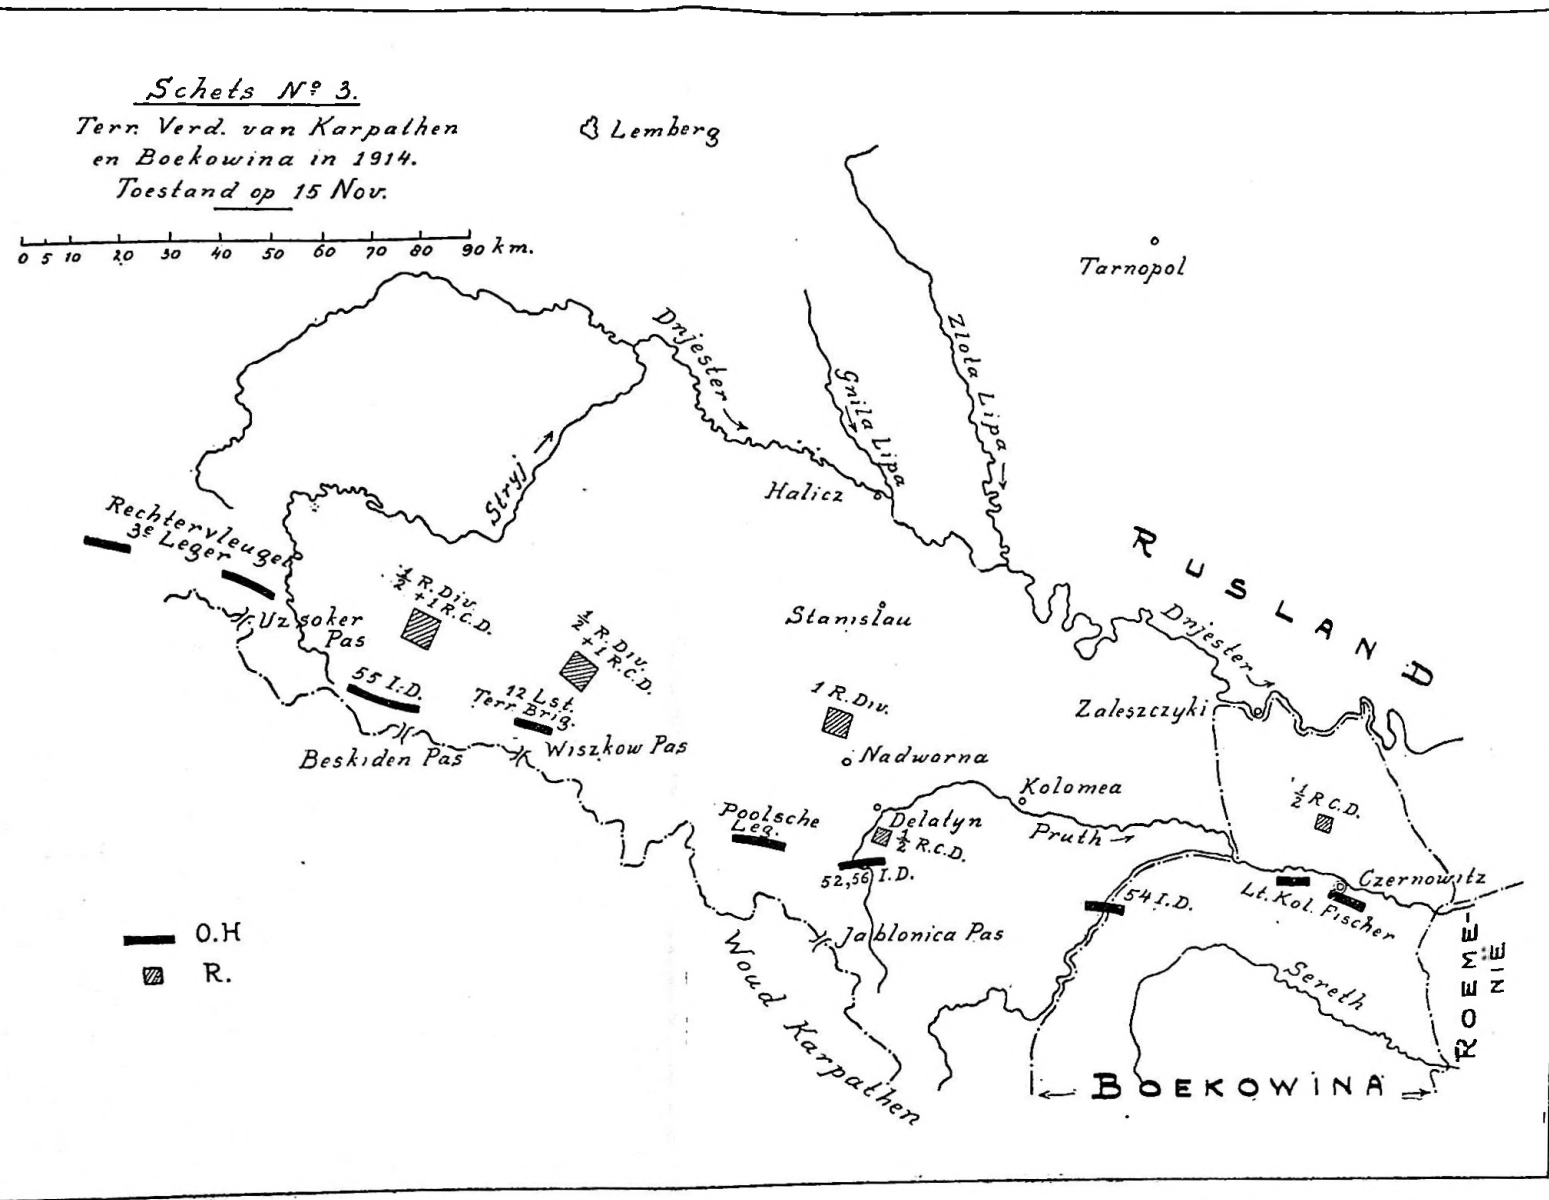 Schets Nº 3.
Terr. Verd. van Karpathen
en Boekowina in 1914.
Toestand op 15 Nov.
0 5 10 20 30 40 50 60 70 80 90 km.
Lemberg
Tarnopol
Dnjester
Gnila Lipa
Zlota Lipa
Stryj
Halicz
Rechtervleugel
3e Leger
Uzsoker
Pas
½ R. Div.
+ 1 R.C.D.
½ R. Div.
+ 1 R.C.D.
55 I.D.
12 Lst.
Terr. Brig.
Beskiden Pas
Wiszkow Pas
Stanislau
1 R. Div.
Nadworna
RUSLAND
Dnjester
Zaleszczyki
Kolomea
Pruth
Poolsche
Leg.
Delatyn
½ R.C.D.
52,56 I.D.
½ R C.D.
Czernowitz
Lt. Kol. Fischer
54 I.D.
Jablonica Pas
Woud Karpathen
Sereth
ROEME-
NIË
BOEKOWINA
O.H
R.